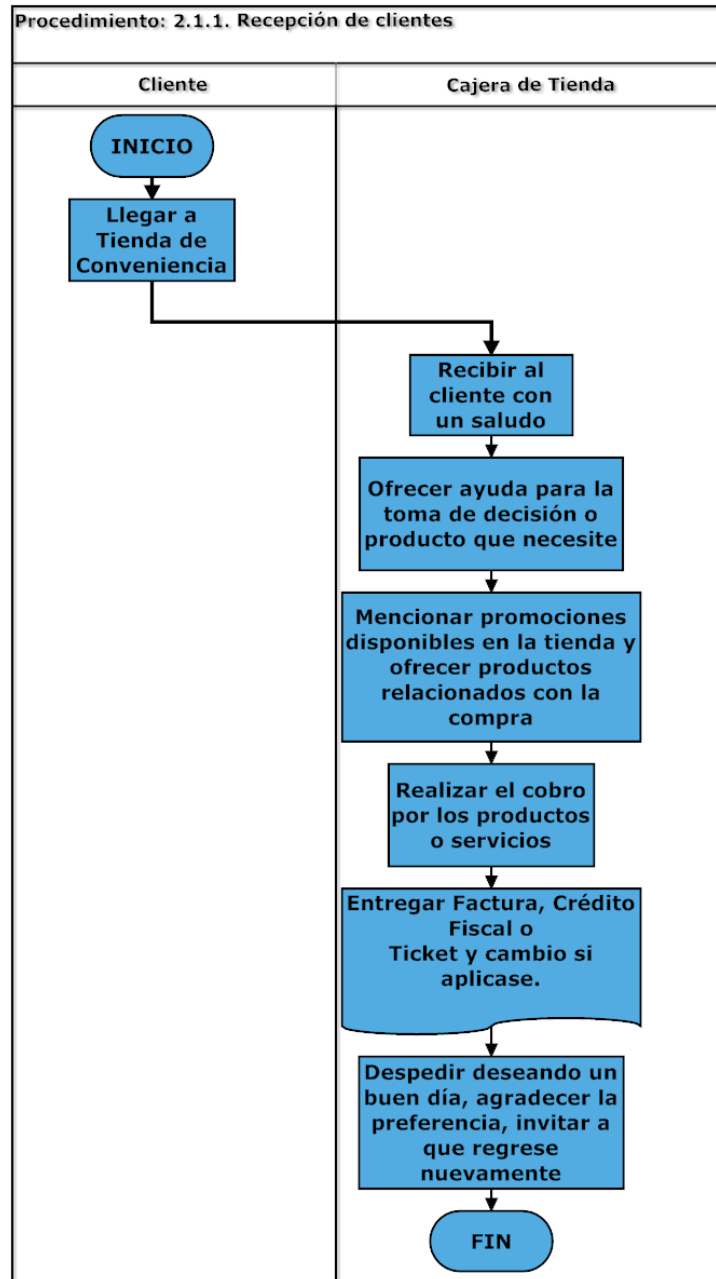 Procedimiento: 2.1.1. Recepción de clientes
Cliente
Cajera de Tienda
INICIO
Llegar a
Tienda de
Conveniencia
Recibir al
cliente con
un saludo
Ofrecer ayuda para la
toma de decisión o
producto que necesite
Mencionar promociones
disponibles en la tienda y
ofrecer productos
relacionados con la
compra
Realizar el cobro
por los productos
o servicios
Entregar Factura, Crédito
Fiscal o
Ticket y cambio si
aplicase.
Despedir deseando un
buen día, agradecer la
preferencia, invitar a
que regrese
nuevamente
FIN